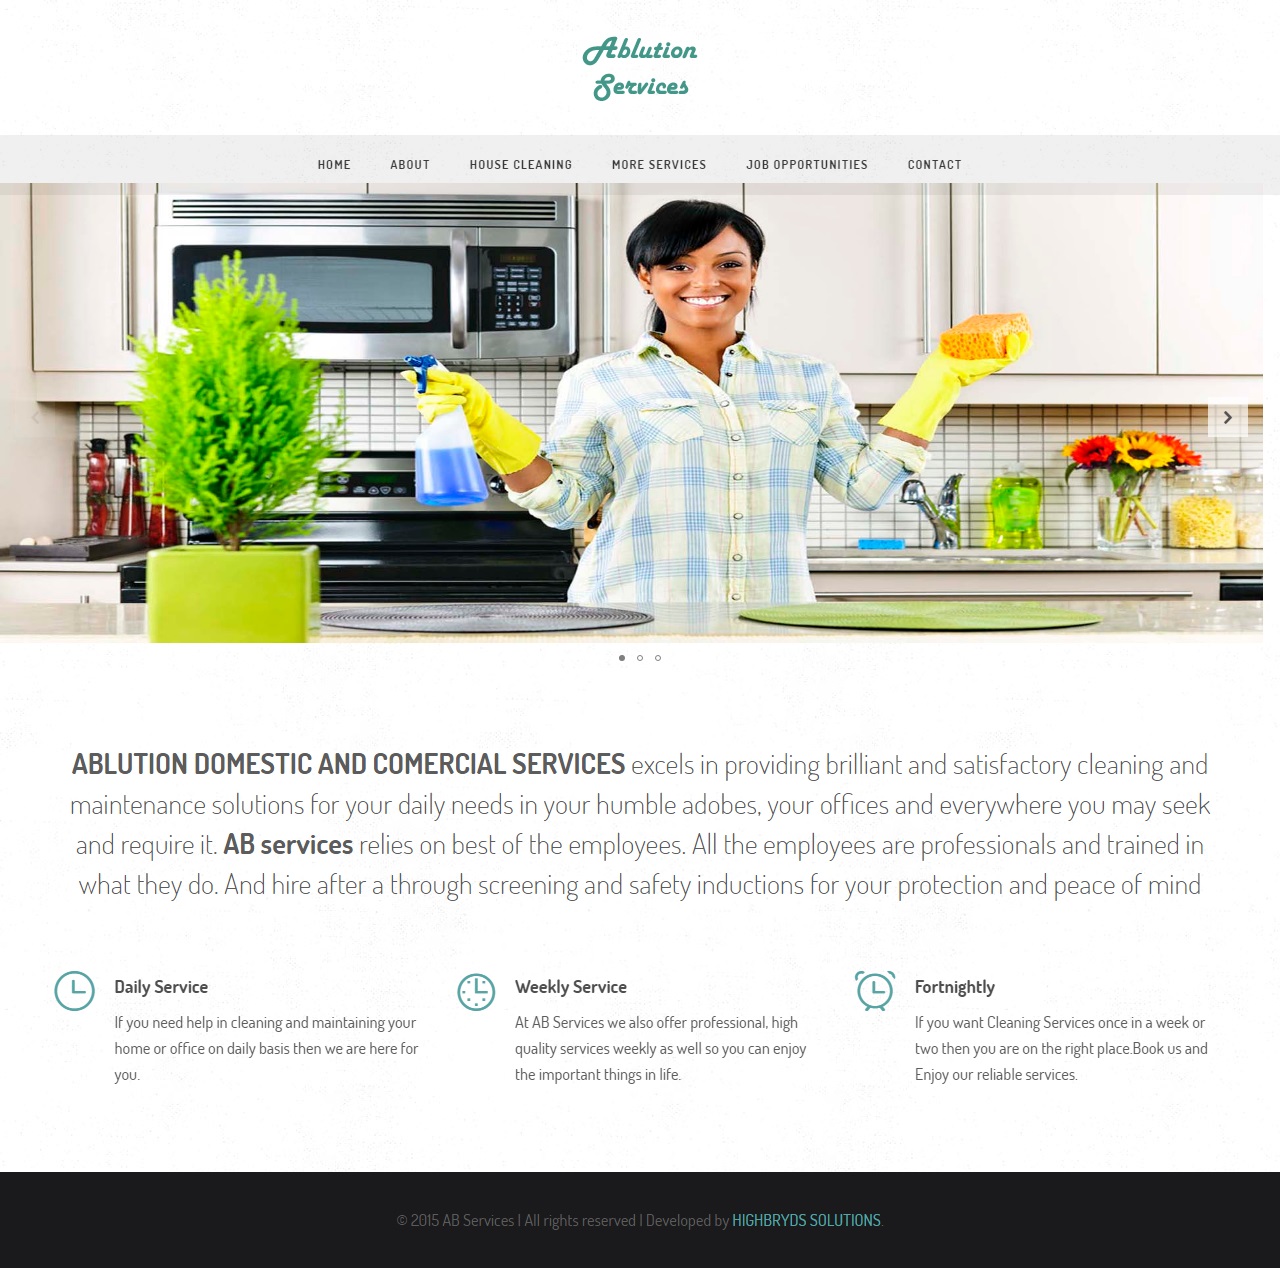 Ablution
Services
HOME ABOUT HOUSE CLEANING MORE SERVICES JOB OPPORTUNITIES CONTACT
ABLUTION DOMESTIC AND COMERCIAL SERVICES excels in providing brilliant and satisfactory cleaning and
maintenance solutions for your daily needs in your humble adobes, your offices and everywhere you may seek
and require it. AB services relies on best of the employees. All the employees are professionals and trained in
what they do. And hire after a through screening and safety inductions for your protection and peace of mind
Daily Service
If you need help in cleaning and maintaining your
home or office on daily basis then we are here for
you.
Weekly Service
At AB Services we also offer professional, high
quality services weekly as well so you can enjoy
the important things in life.
Fortnightly
If you want Cleaning Services once in a week or
two then you are on the right place.Book us and
Enjoy our reliable services.
© 2015 AB Services | All rights reserved | Developed by HIGHBRYDS SOLUTIONS.